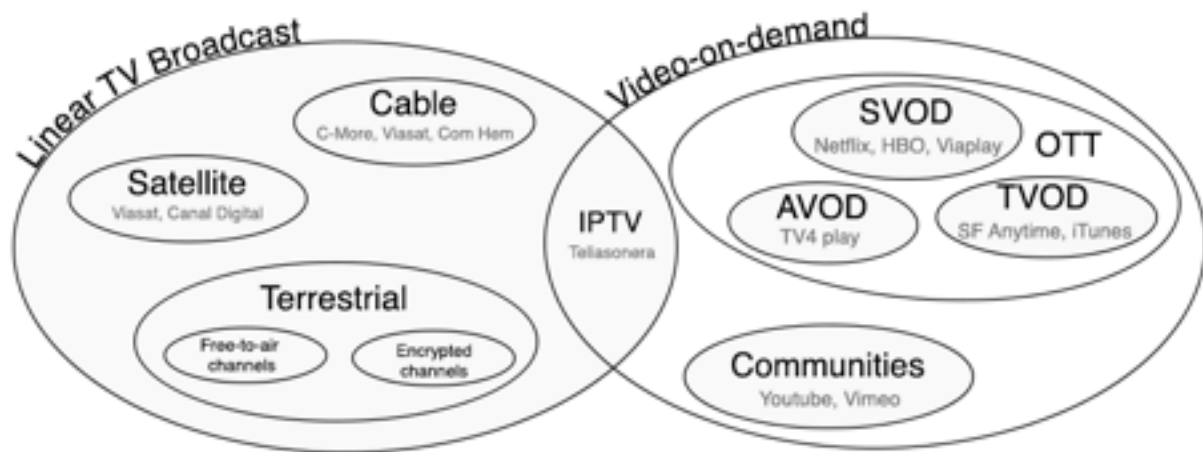 Linear TV Broadcast
Cable
C-More, Viasat, Com Hem
Satellite
Viasat, Canal Digital
Terrestrial
Free-to-air
channels
Encrypted
channels
IPTV
Teliasonera
Video-on-demand
SVOD
Netflix, HBO, Viaplay
OTT
AVOD
TV4 play
TVOD
SF Anytime, iTunes
Communities
Youtube, Vimeo